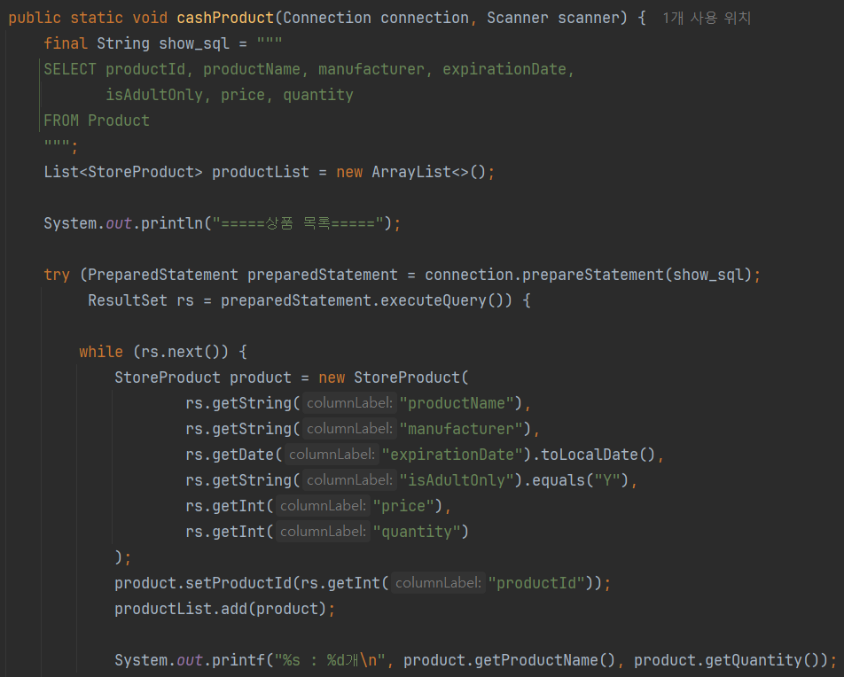 public static void cashProduct(Connection connection, Scanner scanner) { 1개 사용 위치
final String show_sql = """
SELECT productId, productName, manufacturer, expirationDate,
isAdultOnly, price, quantity
FROM Product
""";
List<StoreProduct> productList = new ArrayList<>();
System.out.println("=====상품 목록=====");
try (PreparedStatement preparedStatement = connection.prepareStatement(show_sql);
ResultSet rs = preparedStatement.executeQuery()) {
while (rs.next()) {
StoreProduct product = new StoreProduct(
rs.getString( columnLabel: "productName"),
rs.getString( columnLabel: "manufacturer"),
rs.getDate( columnLabel: "expirationDate").toLocalDate(),
rs.getString( columnLabel: "isAdultOnly").equals("Y"),
rs.getInt( columnLabel: "price"),
rs.getInt( columnLabel: "quantity")
);
product.setProductId(rs.getInt( columnLabel: "productId"));
productList.add(product);
System.out.printf("%s : %d개\n", product.getProductName(), product.getQuantity());